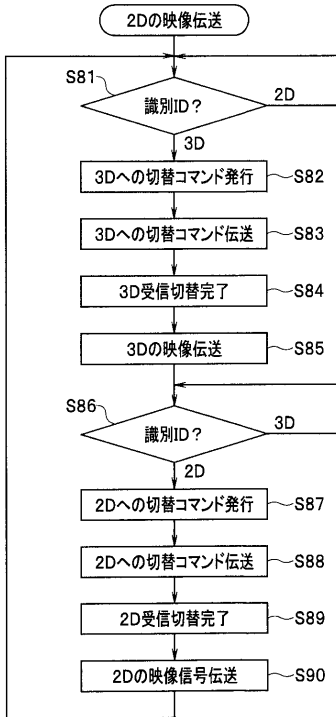 2Dの映像伝送
S81
識別ID?
2D
3D
3Dへの切替コマンド発行
S82
3Dへの切替コマンド伝送
S83
3D受信切替完了
S84
3Dの映像伝送
S85
S86
識別ID?
3D
2D
2Dへの切替コマンド発行
S87
2Dへの切替コマンド伝送
S88
2D受信切替完了
S89
2Dの映像信号伝送
S90